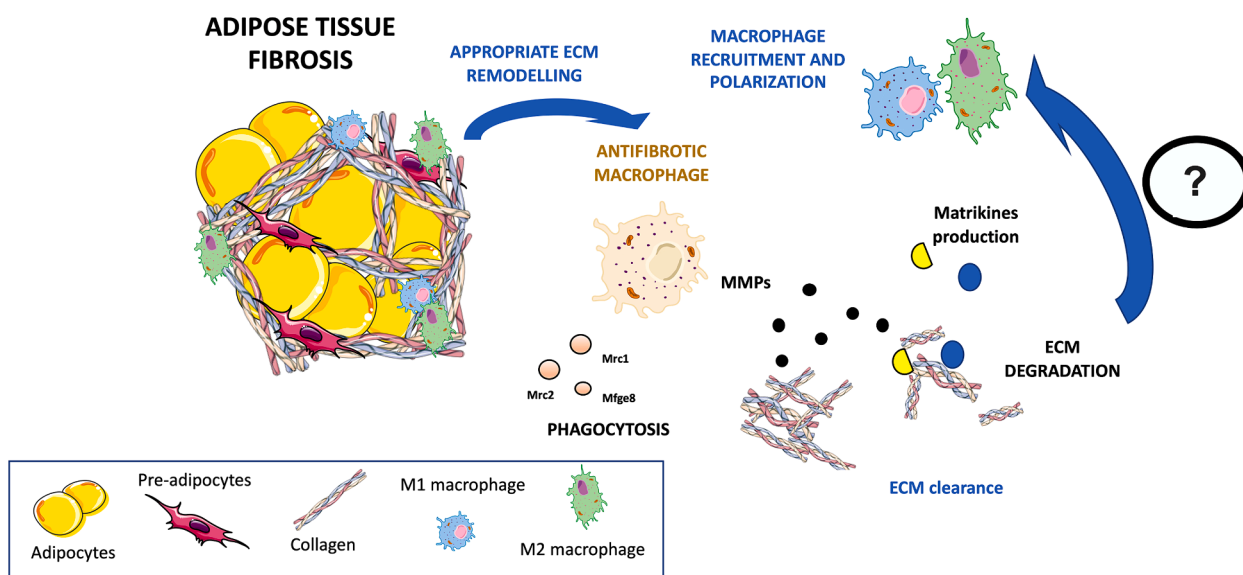 ADIPOSE TISSUE
FIBROSIS
APPROPRIATE ECM
REMODELLING
MACROPHAGE
RECRUITMENT AND
POLARIZATION
?
ANTIFIBROTIC
MACROPHAGE
Matrikines
production
MMPs
Mrc1
Mrc2
Mfge8
PHAGOCYTOSIS
ECM
DEGRADATION
ECM clearance
Adipocytes
Pre-adipocytes
Collagen
M1 macrophage
M2 macrophage